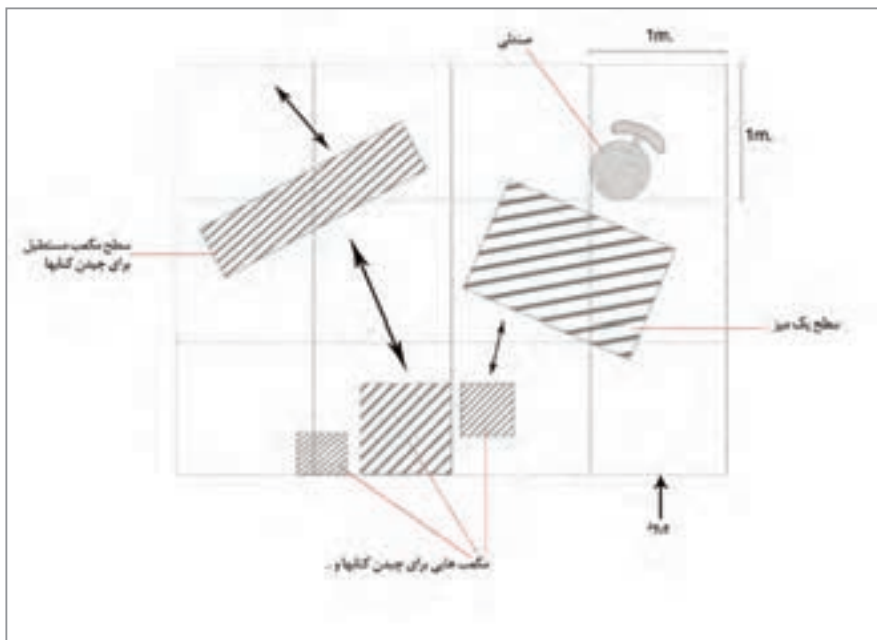 صندلی
1m.
1m.
سطح مکعب مستطیل
برای چیدن کتابها
سطح یک میز
ورود
مکعب هایی برای چیدن کتابها و ..